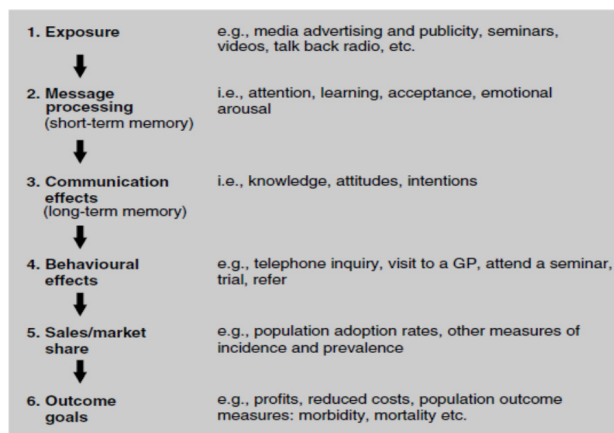 1. Exposure
e.g., media advertising and publicity, seminars,
videos, talk back radio, etc.
2. Message
processing
(short-term memory)
i.e., attention, learning, acceptance, emotional
arousal
3. Communication
effects
(long-term memory)
i.e., knowledge, attitudes, intentions
4. Behavioural
effects
e.g., telephone inquiry, visit to a GP, attend a seminar,
trial, refer
5. Sales/market
share
e.g., population adoption rates, other measures of
incidence and prevalence
6. Outcome
goals
e.g., profits, reduced costs, population outcome
measures: morbidity, mortality etc.